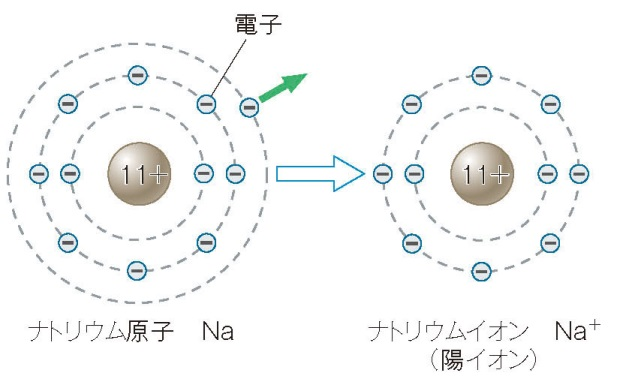 電子
11+
11+
ナトリウム原子 Na
ナトリウムイオン Na⁺
（陽イオン）